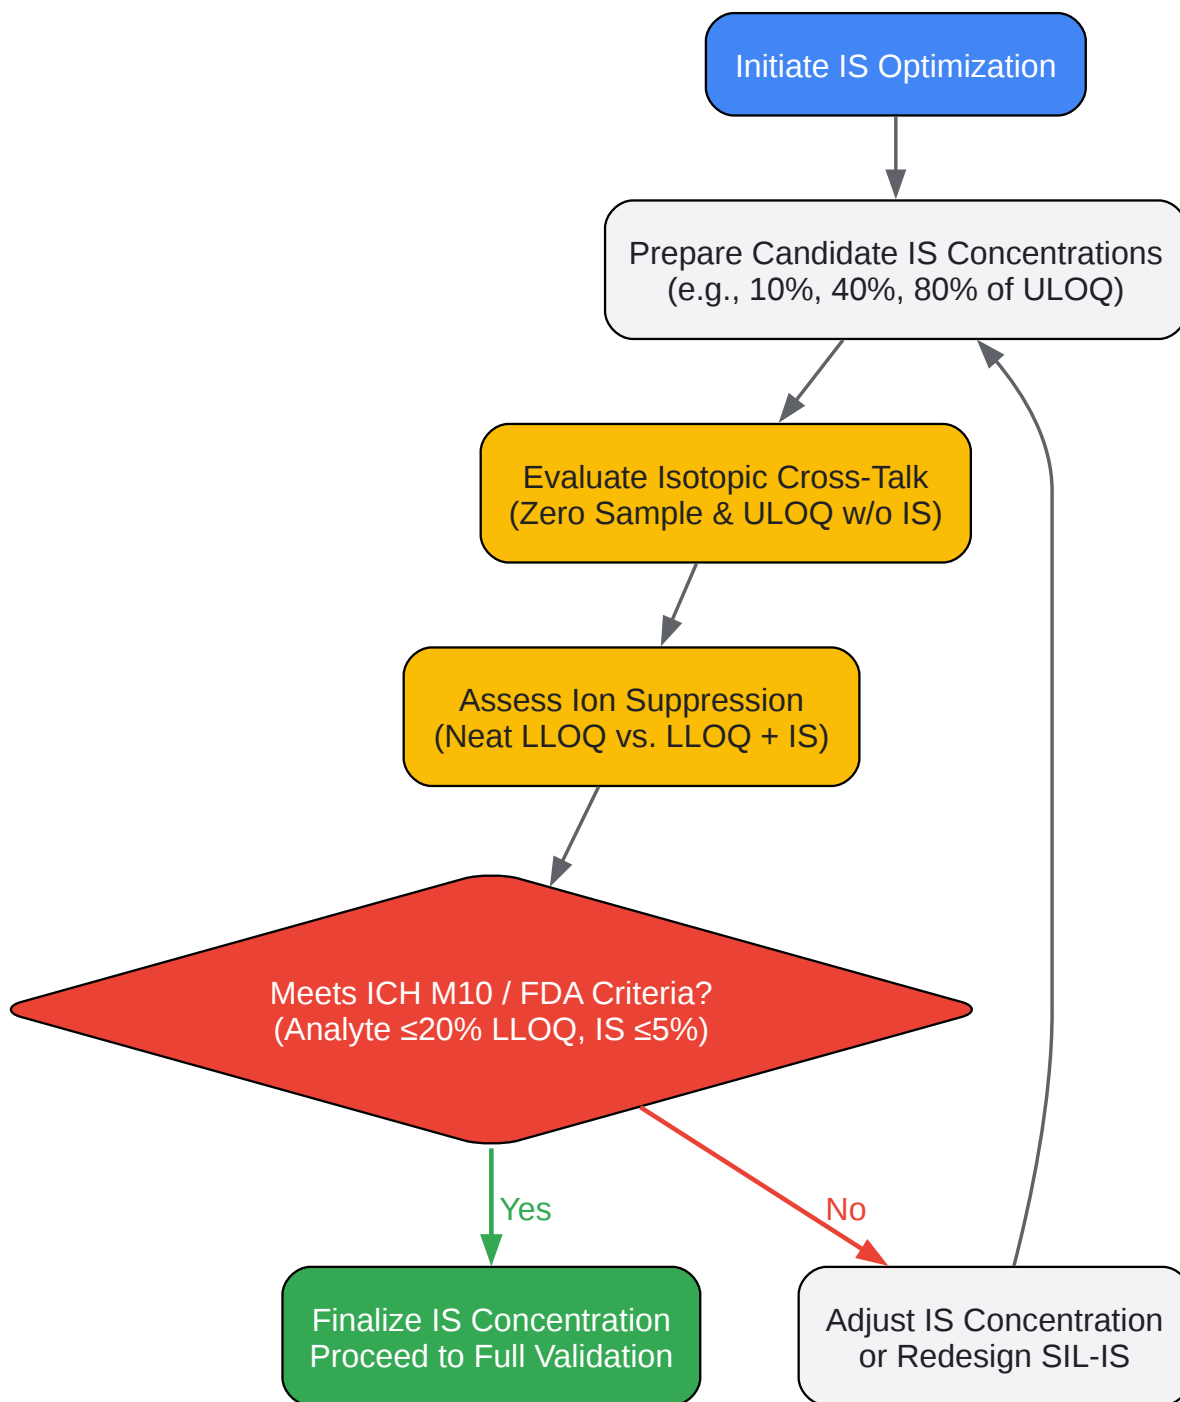 Initiate IS Optimization
Prepare Candidate IS Concentrations
(e.g., 10%, 40%, 80% of ULOQ)
Evaluate Isotopic Cross-Talk
(Zero Sample & ULOQ w/o IS)
Assess Ion Suppression
(Neat LLOQ vs. LLOQ + IS)
Meets ICH M10 / FDA Criteria?
(Analyte ≤20% LLOQ, IS ≤5%)
Yes
No
Finalize IS Concentration
Proceed to Full Validation
Adjust IS Concentration
or Redesign SIL-IS